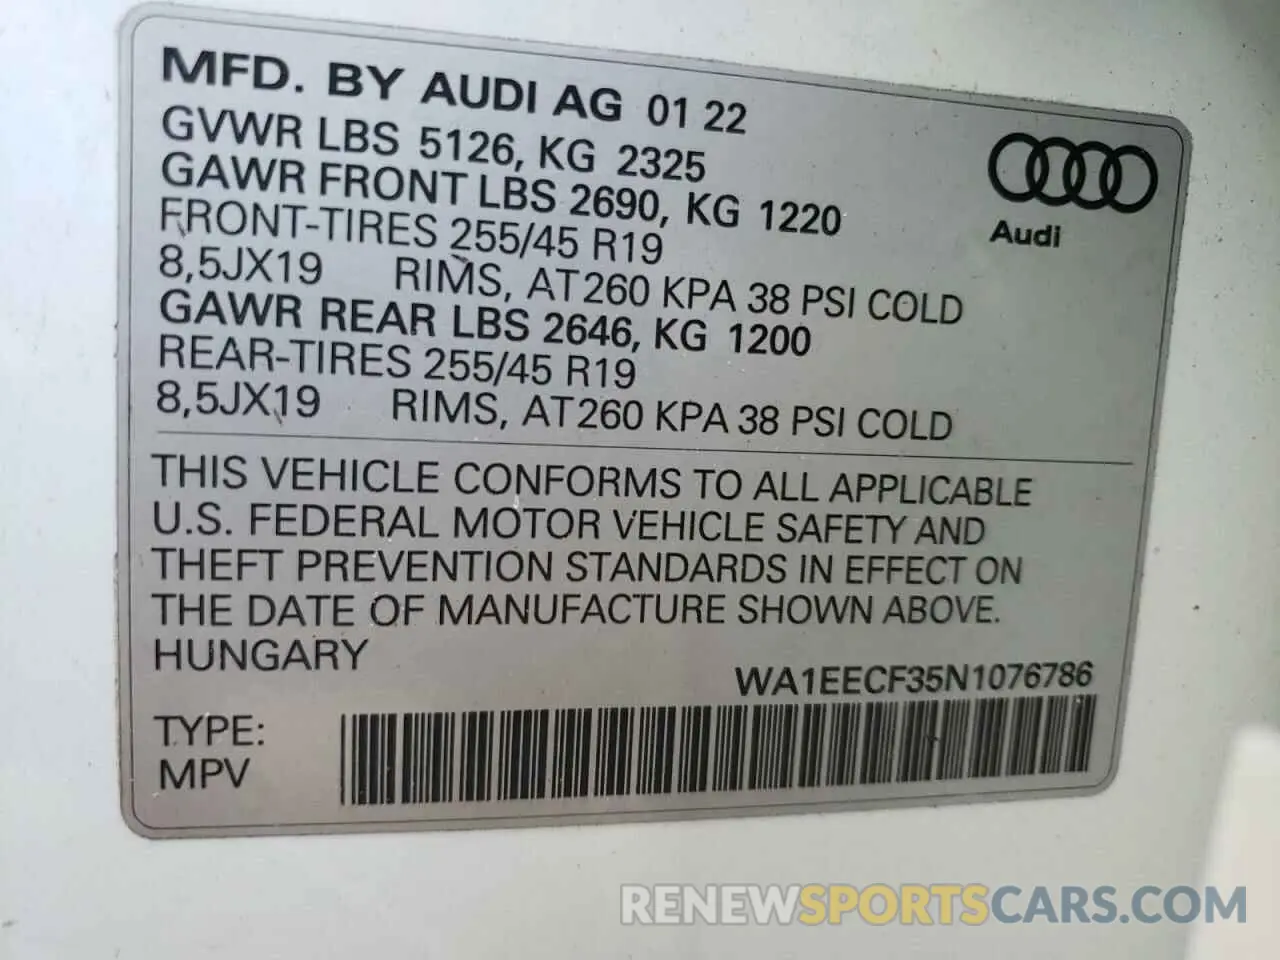 MFD. BY AUDI AG 01 22
GVWR LBS 5126, KG 2325
GAWR FRONT LBS 2690, KG 1220
FRONT-TIRES 255/45 R19
8,5JX19 RIMS, AT 260 KPA 38 PSI COLD
GAWR REAR LBS 2646, KG 1200
REAR-TIRES 255/45 R19
8,5JX19 RIMS, AT 260 KPA 38 PSI COLD
Audi
THIS VEHICLE CONFORMS TO ALL APPLICABLE
U.S. FEDERAL MOTOR VEHICLE SAFETY AND
THEFT PREVENTION STANDARDS IN EFFECT ON
THE DATE OF MANUFACTURE SHOWN ABOVE.
HUNGARY
WA1EECF35N1076786
TYPE:
MPV
RENEWSPORTSCARS.COM